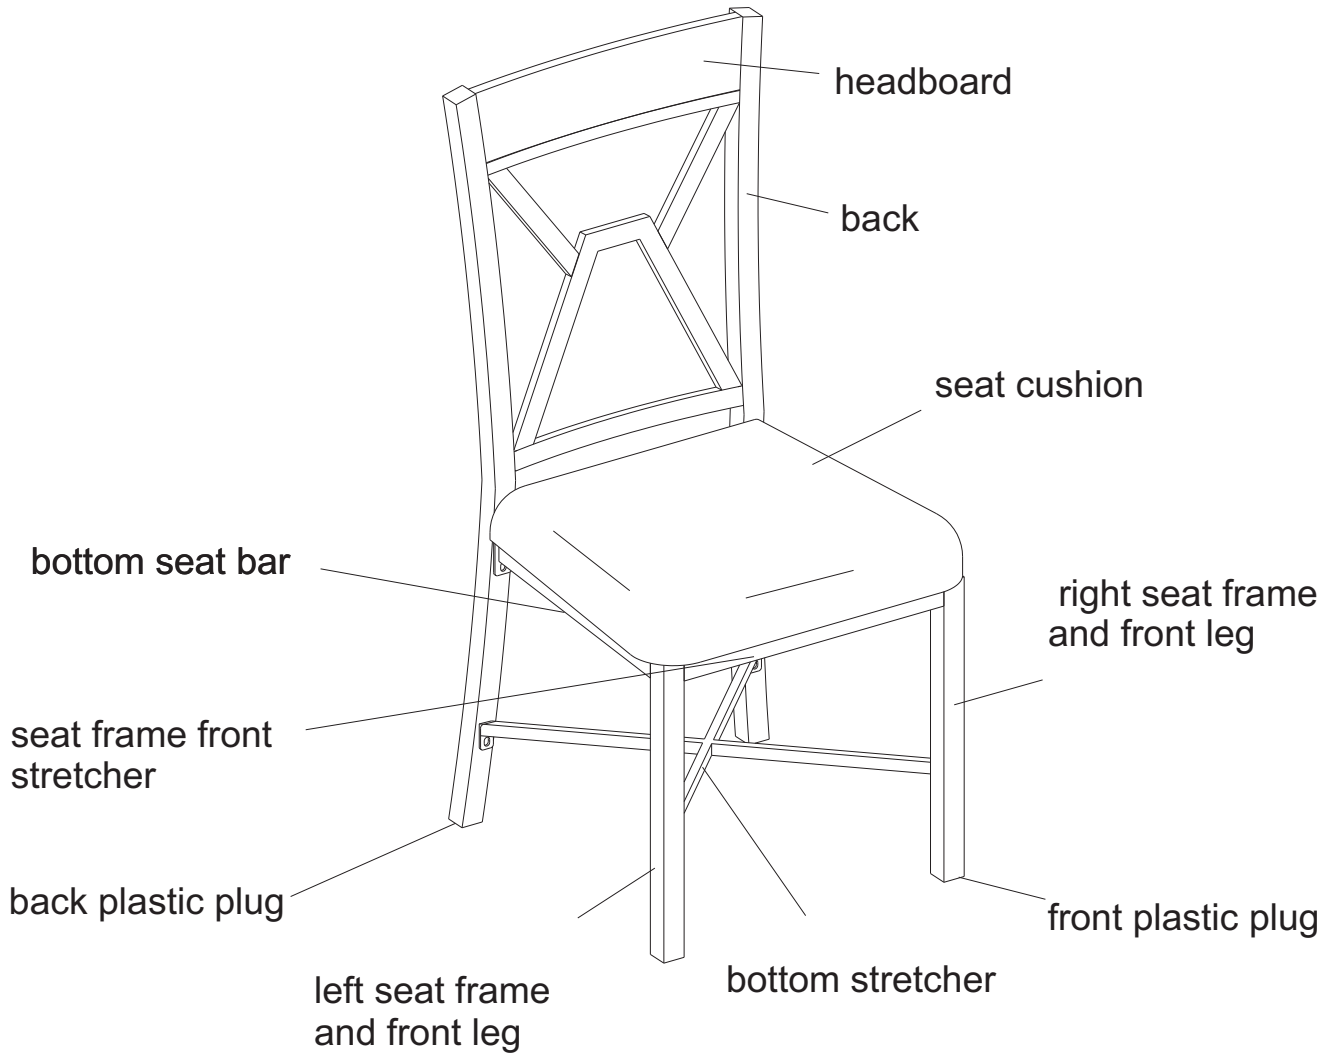 headboard
back
seat cushion
bottom seat bar
right seat frame
and front leg
seat frame front
stretcher
back plastic plug
front plastic plug
left seat frame
and front leg
bottom stretcher